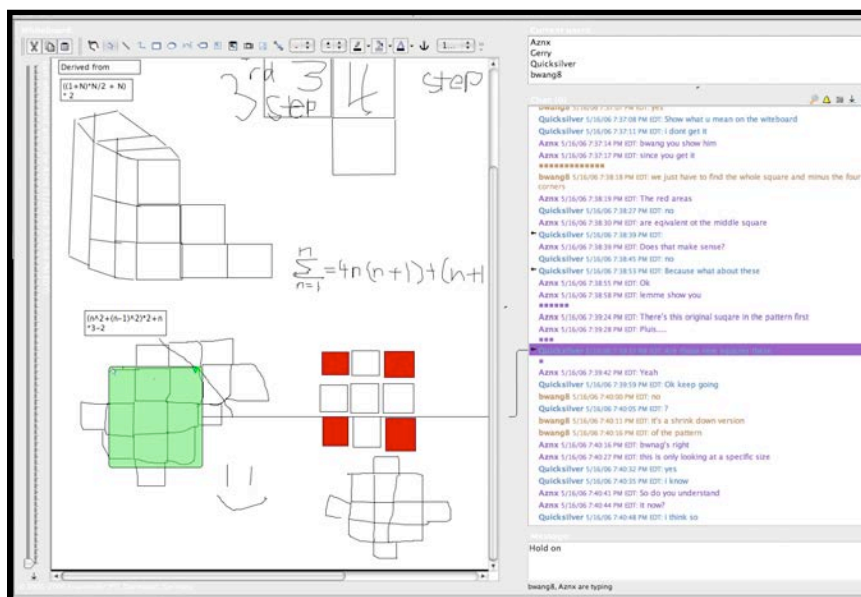 Whiteboard
Derived from
((1+N)*N/2 + N)
* 2
rd 3
3 step
4
step
n
∑ =4n(n+1)+(n+1
n=1
(n^2+(n-1)^2)*2+n
*3-2
1...
Current users:
Aznx
Gerry
Quicksilver
bwang8
bwang8 5/16/06 7:37:07 PM EDT: yes
Quicksilver 5/16/06 7:37:08 PM EDT: Show what u mean on the witeboard
Quicksilver 5/16/06 7:37:11 PM EDT: i dont get it
Aznx 5/16/06 7:37:14 PM EDT: bwang you show him
Aznx 5/16/06 7:37:17 PM EDT: since you get it
bwang8 5/16/06 7:38:18 PM EDT: we just have to find the whole square and minus the four
corners
Aznx 5/16/06 7:38:19 PM EDT: The red areas
Quicksilver 5/16/06 7:38:27 PM EDT: no
Aznx 5/16/06 7:38:30 PM EDT: are eqivalent ot the middle square
Quicksilver 5/16/06 7:38:39 PM EDT:
Aznx 5/16/06 7:38:39 PM EDT: Does that make sense?
Quicksilver 5/16/06 7:38:45 PM EDT: no
Quicksilver 5/16/06 7:38:53 PM EDT: Because what about these
Aznx 5/16/06 7:38:55 PM EDT: Ok
Aznx 5/16/06 7:38:58 PM EDT: lemme show you
Aznx 5/16/06 7:39:24 PM EDT: There's this original suqare in the pattern first
Aznx 5/16/06 7:39:28 PM EDT: Pluis....
Quicksilver
Aznx 5/16/06 7:39:42 PM EDT: Yeah
Quicksilver 5/16/06 7:39:59 PM EDT: Ok keep going
bwang8 5/16/06 7:40:00 PM EDT: no
Quicksilver 5/16/06 7:40:05 PM EDT: ?
bwang8 5/16/06 7:40:11 PM EDT: it's a shrink down version
bwang8 5/16/06 7:40:16 PM EDT: of the pattern
Aznx 5/16/06 7:40:16 PM EDT: bwnag's right
Aznx 5/16/06 7:40:27 PM EDT: this is only looking at a specific size
Quicksilver 5/16/06 7:40:32 PM EDT: yes
Quicksilver 5/16/06 7:40:35 PM EDT: i know
Aznx 5/16/06 7:40:41 PM EDT: So do you understand
Aznx 5/16/06 7:40:44 PM EDT: it now?
Quicksilver 5/16/06 7:40:48 PM EDT: i think so
Message:
Hold on
bwang8, Aznx are typing